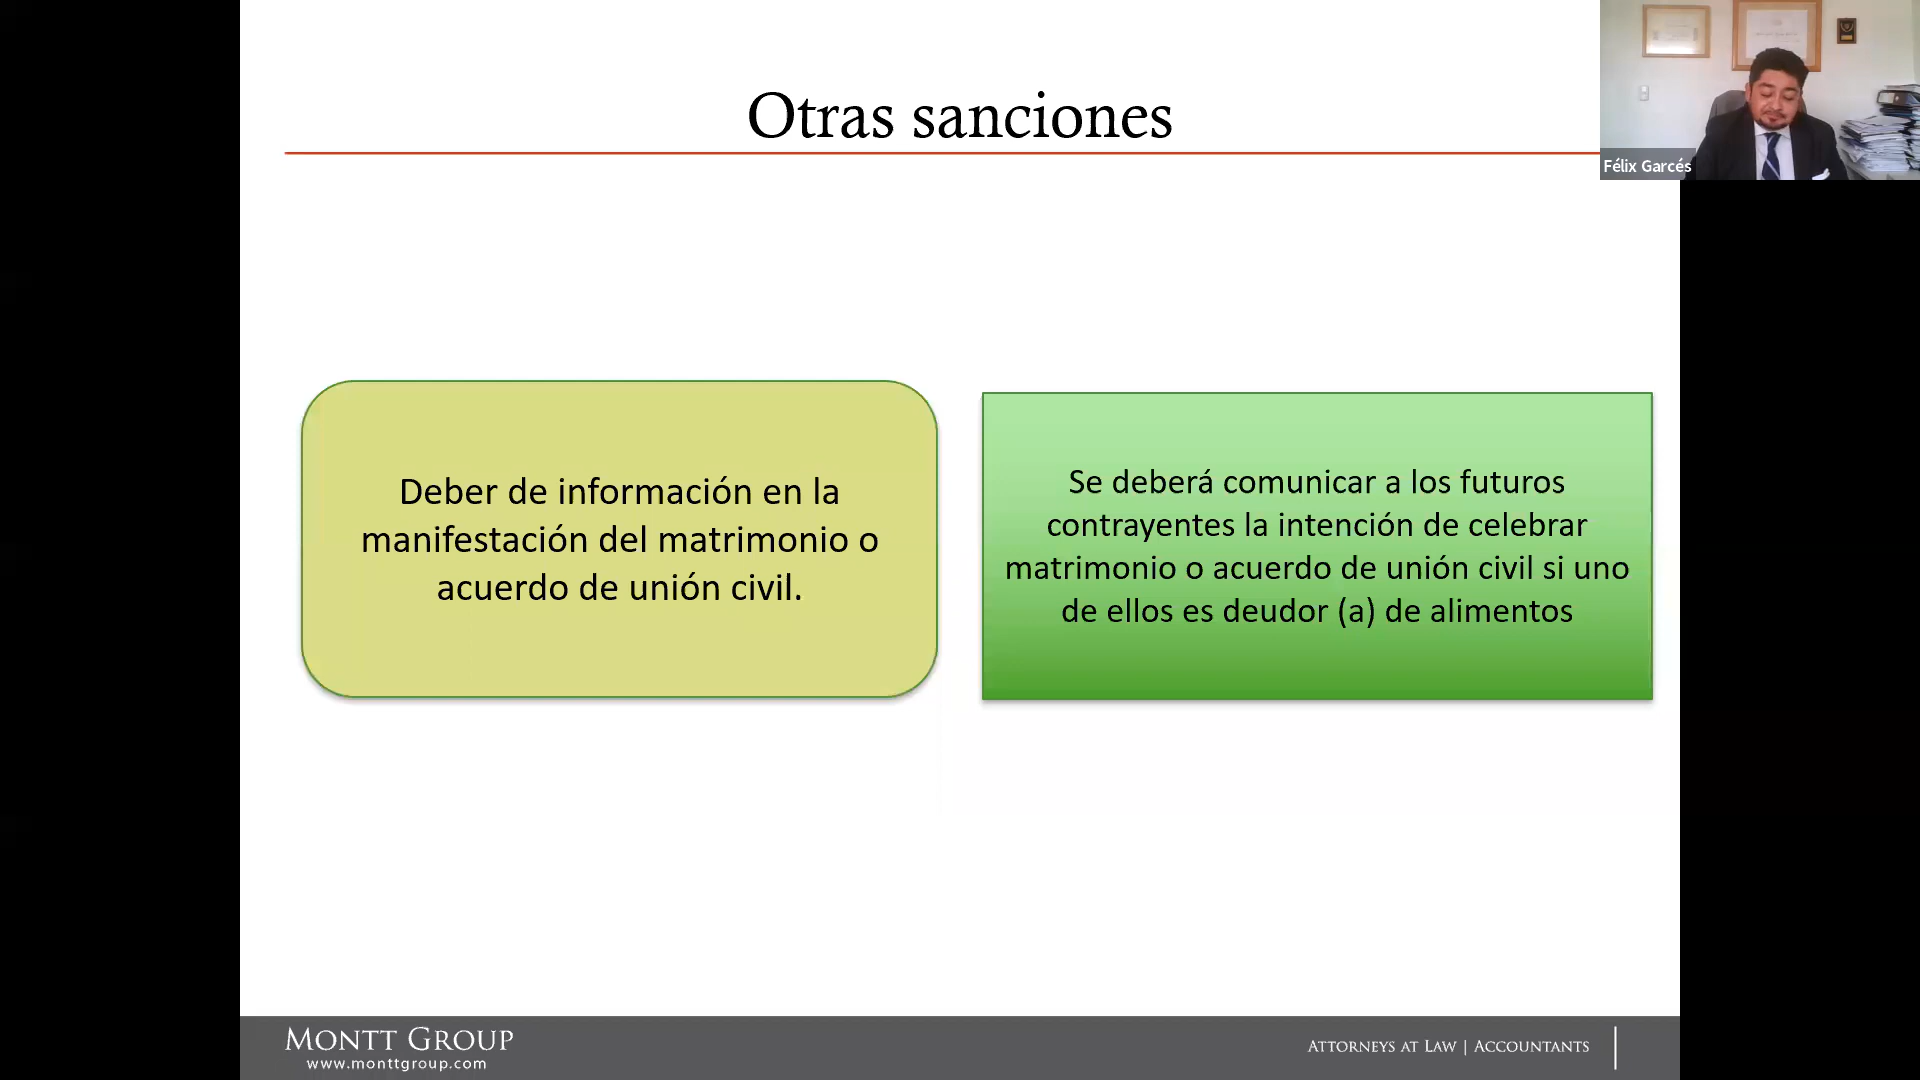 Otras sanciones
Félix Garcés
Deber de información en la
manifestación del matrimonio o
acuerdo de unión civil.
Se deberá comunicar a los futuros
contrayentes la intención de celebrar
matrimonio o acuerdo de unión civil si uno
de ellos es deudor (a) de alimentos
MONTT GROUP
www.monttgroup.com
ATTORNEYS AT LAW | ACCOUNTANTS